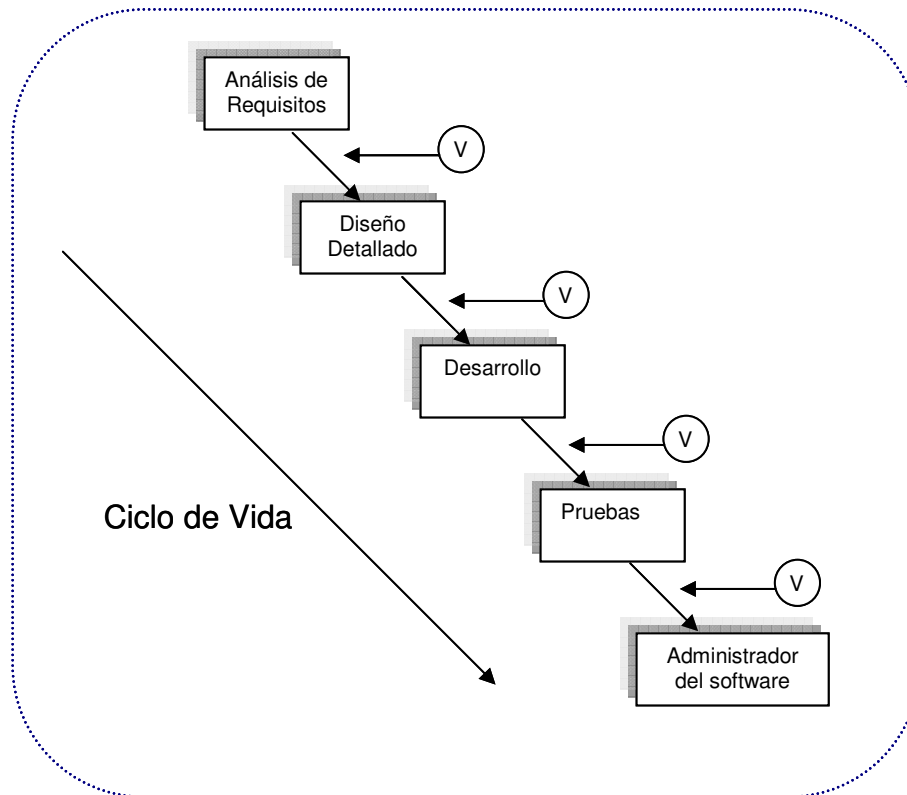 Análisis de
Requisitos
V
Diseño
Detallado
V
Desarrollo
V
Pruebas
Ciclo de Vida
V
Administrador
del software